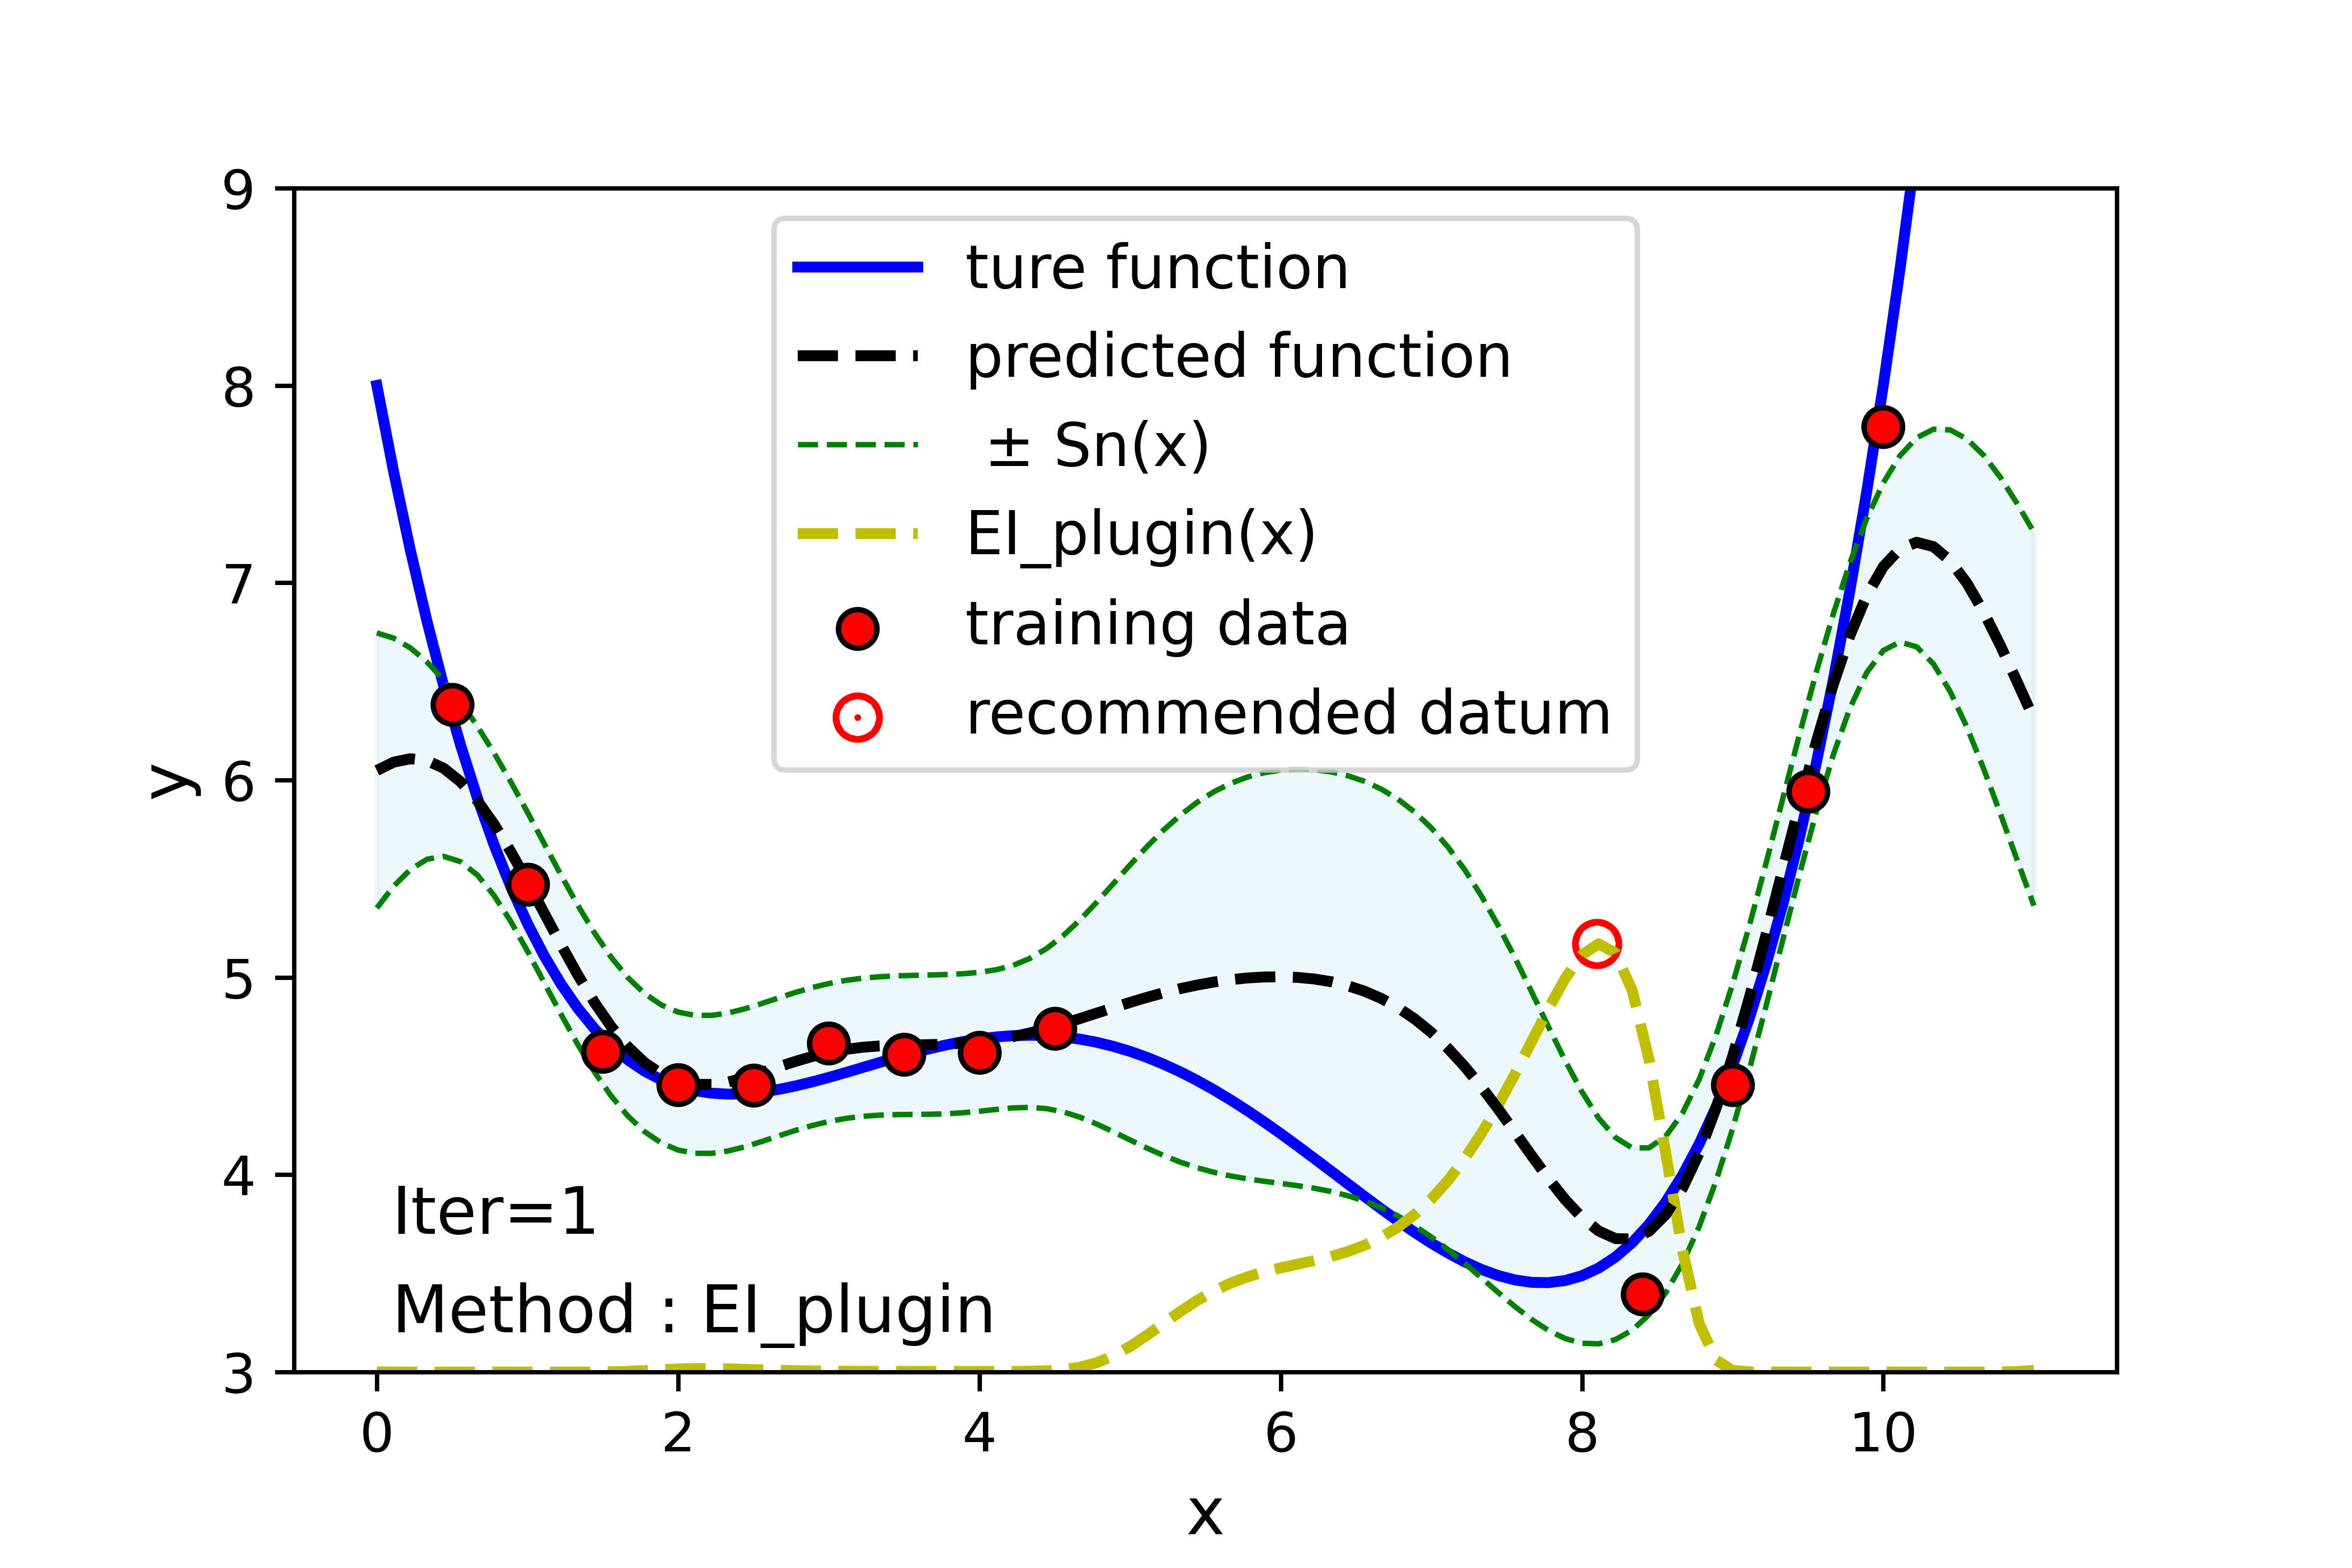 9
8
7
6
5
4
3
y
ture function
predicted function
± Sn(x)
EI_plugin(x)
training data
recommended datum
Iter=1
Method : EI_plugin
0 2 4 6 8 10
x